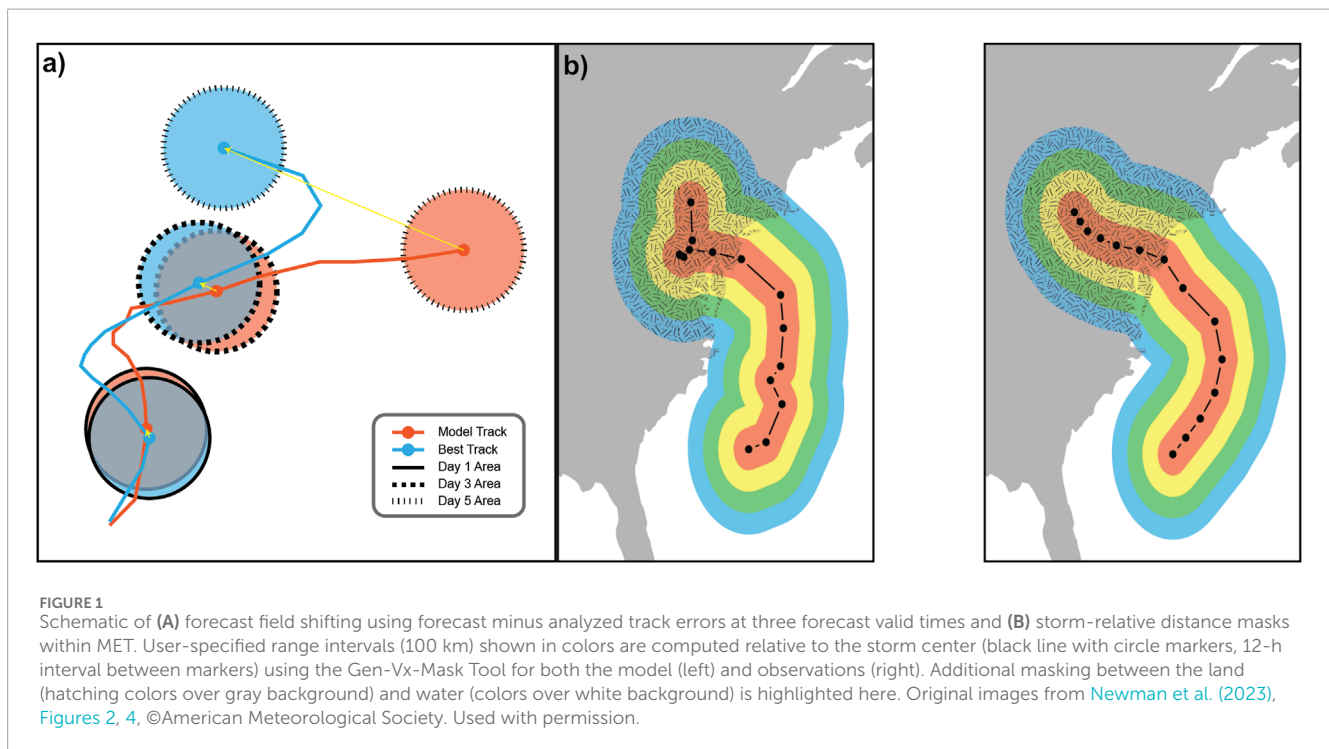 a)
b)
Model Track
Best Track
Day 1 Area
Day 3 Area
Day 5 Area
FIGURE 1
Schematic of (A) forecast field shifting using forecast minus analyzed track errors at three forecast valid times and (B) storm-relative distance masks
within MET. User-specified range intervals (100 km) shown in colors are computed relative to the storm center (black line with circle markers, 12-h
interval between markers) using the Gen-Vx-Mask Tool for both the model (left) and observations (right). Additional masking between the land
(hatching colors over gray background) and water (colors over white background) is highlighted here. Original images from Newman et al. (2023),
Figures 2, 4, ©American Meteorological Society. Used with permission.